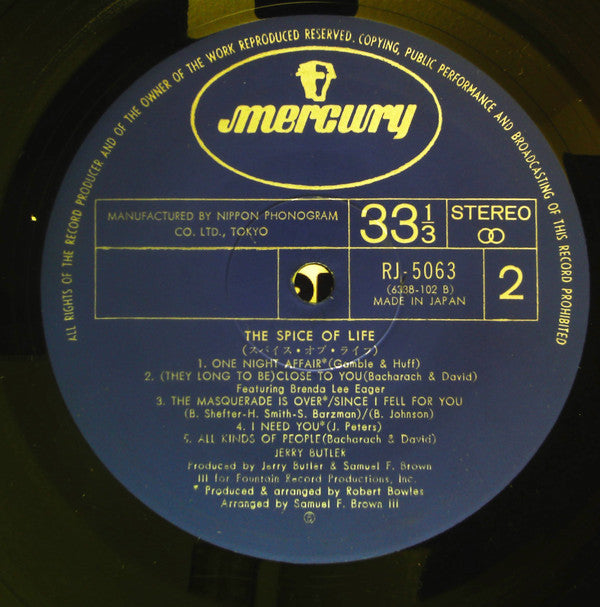 ALL RIGHTS OF THE RECORD PRODUCER AND OF THE OWNER OF THE WORK REPRODUCED RESERVED. COPYING, PUBLIC PERFORMANCE AND BROADCASTING OF THIS RECORD PROHIBITED
mercury
MANUFACTURED BY NIPPON PHONOGRAM
CO. LTD., TOKYO
33 1/3
STEREO
RJ-5063
(6338-102 B)
MADE IN JAPAN
2
THE SPICE OF LIFE
(スパイス・オブ・ライフ)
1. ONE NIGHT AFFAIR*(Gamble & Huff)
2. (THEY LONG TO BE)CLOSE TO YOU(Bacharach & David)
Featuring Brenda Lee Eager
3. THE MASQUERADE IS OVER*/SINCE I FELL FOR YOU
(B. Shefter-H. Smith-S. Barzman)/(B. Johnson)
4. I NEED YOU*(J. Peters)
5. ALL KINDS OF PEOPLE(Bacharach & David)
JERRY BUTLER
Produced by Jerry Butler & Samuel F. Brown
III for Fountain Record Productions, Inc.
* Produced & arranged by Robert Bowles
Arranged by Samuel F. Brown III
Ⓟ